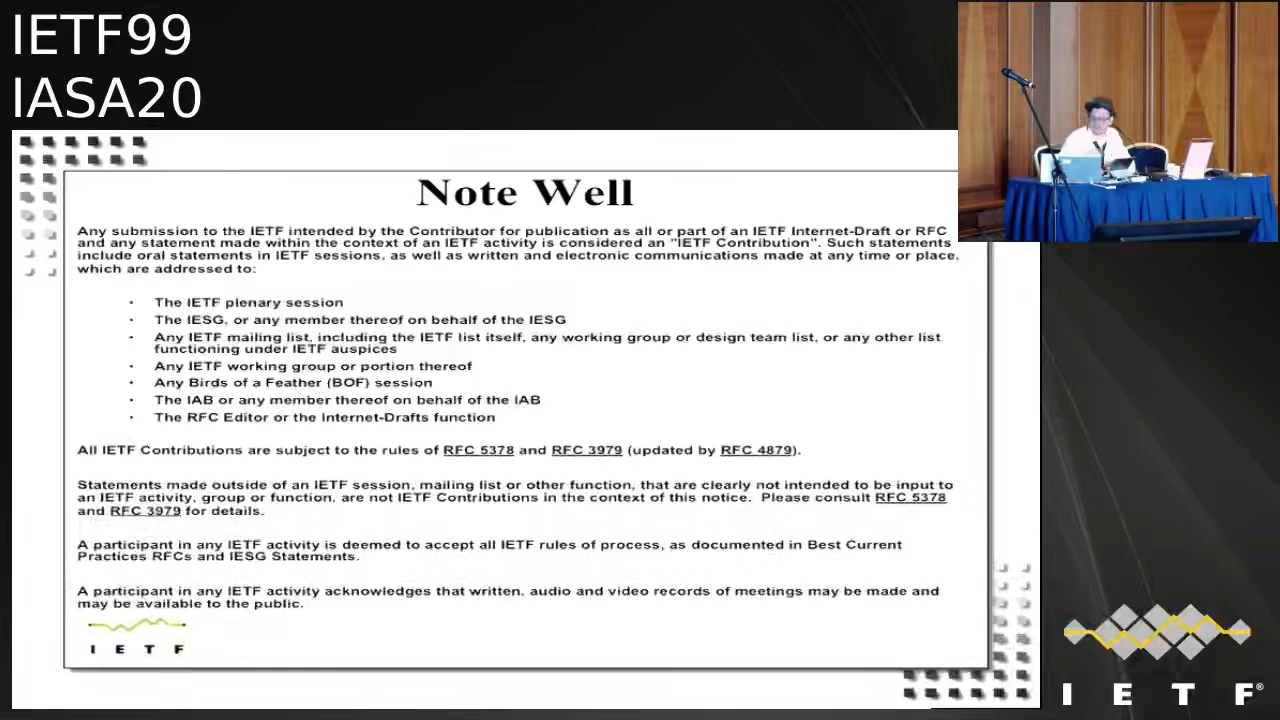 IETF99
IASA20
Note Well
Any submission to the IETF intended by the Contributor for publication as all or part of an IETF Internet-Draft or RFC
and any statement made within the context of an IETF activity is considered an "IETF Contribution". Such statements
include oral statements in IETF sessions, as well as written and electronic communications made at any time or place,
which are addressed to:
• The IETF plenary session
• The IESG, or any member thereof on behalf of the IESG
• Any IETF mailing list, including the IETF list itself, any working group or design team list, or any other list
functioning under IETF auspices
• Any IETF working group or portion thereof
• Any Birds of a Feather (BOF) session
• The IAB or any member thereof on behalf of the IAB
• The RFC Editor or the Internet-Drafts function
All IETF Contributions are subject to the rules of RFC 5378 and RFC 3979 (updated by RFC 4879).
Statements made outside of an IETF session, mailing list or other function, that are clearly not intended to be input to
an IETF activity, group or function, are not IETF Contributions in the context of this notice. Please consult RFC 5378
and RFC 3979 for details.
A participant in any IETF activity is deemed to accept all IETF rules of process, as documented in Best Current
Practices RFCs and IESG Statements.
A participant in any IETF activity acknowledges that written, audio and video records of meetings may be made and
may be available to the public.
I E T F
I E T F®